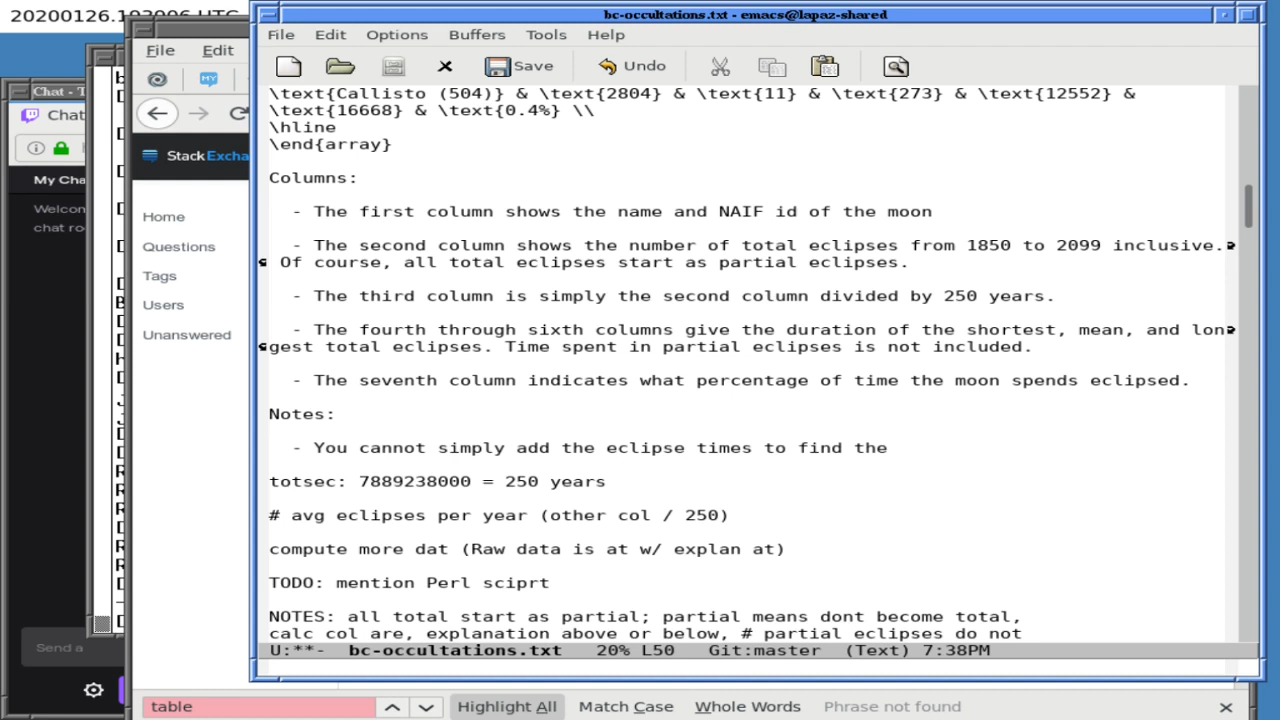 20200126.193906 UTC
bc-occultations.txt - emacs@lapaz-shared
File Edit Options Buffers Tools Help
Save Undo
\text{Callisto (504)} & \text{2804} & \text{11} & \text{273} & \text{12552} &
\text{16668} & \text{0.4%} \\
\hline
\end{array}
Columns:
- The first column shows the name and NAIF id of the moon
- The second column shows the number of total eclipses from 1850 to 2099 inclusive.
Of course, all total eclipses start as partial eclipses.
- The third column is simply the second column divided by 250 years.
- The fourth through sixth columns give the duration of the shortest, mean, and lon
gest total eclipses. Time spent in partial eclipses is not included.
- The seventh column indicates what percentage of time the moon spends eclipsed.
Notes:
- You cannot simply add the eclipse times to find the
totsec: 7889238000 = 250 years
# avg eclipses per year (other col / 250)
compute more dat (Raw data is at w/ explan at)
TODO: mention Perl sciprt
NOTES: all total start as partial; partial means dont become total,
calc col are, explanation above or below, # partial eclipses do not
U:**- bc-occultations.txt 20% L50 Git:master (Text) 7:38PM
File Edit
MY
StackExcha
Home
Questions
Tags
Users
Unanswered
Chat - T
Chat
My Cha
Welcon
chat ro
Send a
table Highlight All Match Case Whole Words Phrase not found